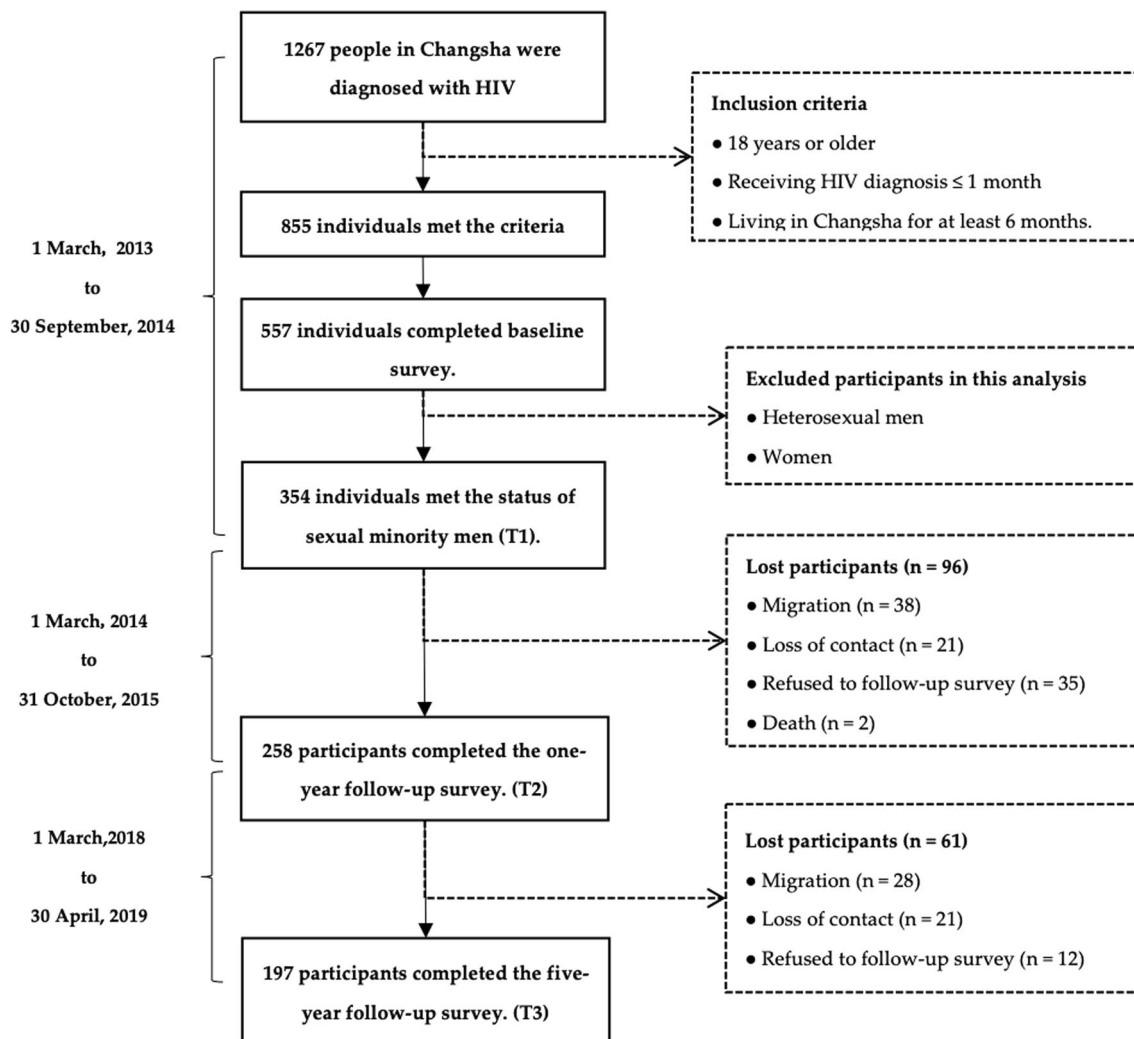 1267 people in Changsha were
diagnosed with HIV
Inclusion criteria
● 18 years or older
● Receiving HIV diagnosis ≤ 1 month
● Living in Changsha for at least 6 months.
855 individuals met the criteria
1 March, 2013
to
30 September, 2014
557 individuals completed baseline
survey.
Excluded participants in this analysis
● Heterosexual men
● Women
354 individuals met the status of
sexual minority men (T1).
Lost participants (n = 96)
● Migration (n = 38)
● Loss of contact (n = 21)
● Refused to follow-up survey (n = 35)
● Death (n = 2)
1 March, 2014
to
31 October, 2015
258 participants completed the one-
year follow-up survey. (T2)
Lost participants (n = 61)
● Migration (n = 28)
● Loss of contact (n = 21)
● Refused to follow-up survey (n = 12)
1 March,2018
to
30 April, 2019
197 participants completed the five-
year follow-up survey. (T3)